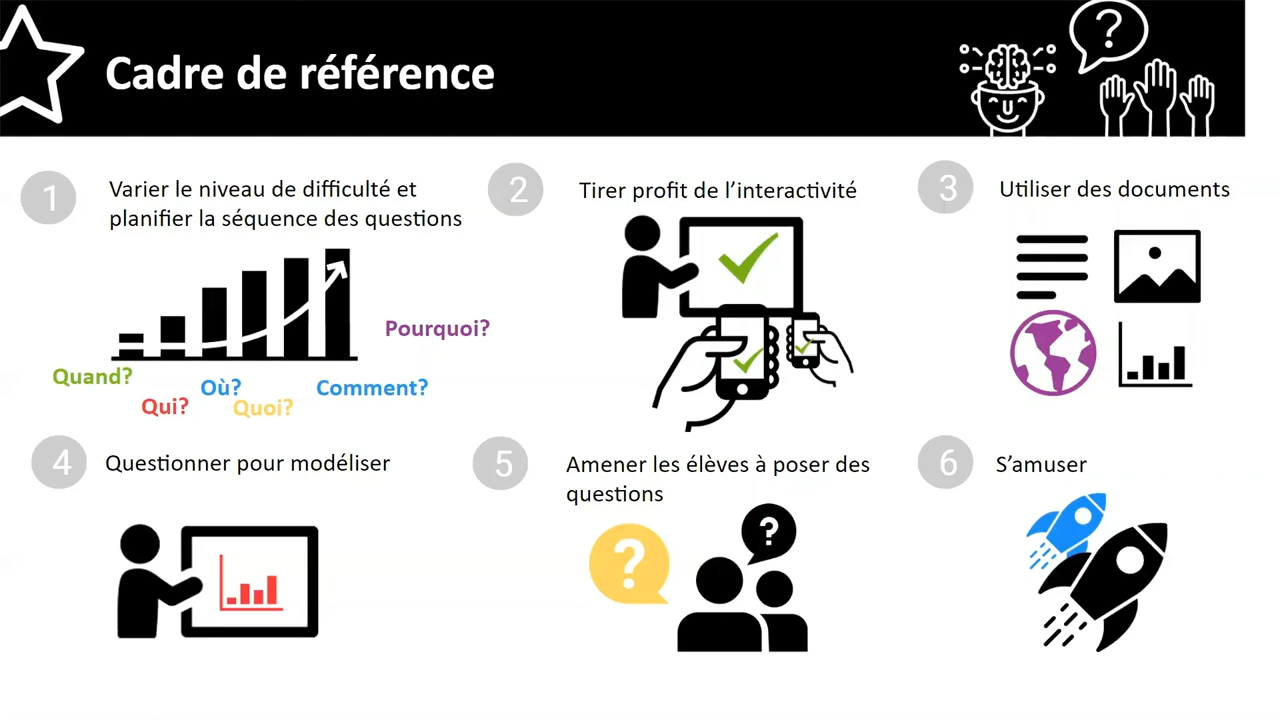 Cadre de référence
?
1
Varier le niveau de difficulté et
planifier la séquence des questions
Pourquoi?
Quand?
Où?
Comment?
Qui?
Quoi?
2
Tirer profit de l’interactivité
3
Utiliser des documents
4
Questionner pour modéliser
5
Amener les élèves à poser des
questions
?
?
6
S’amuser